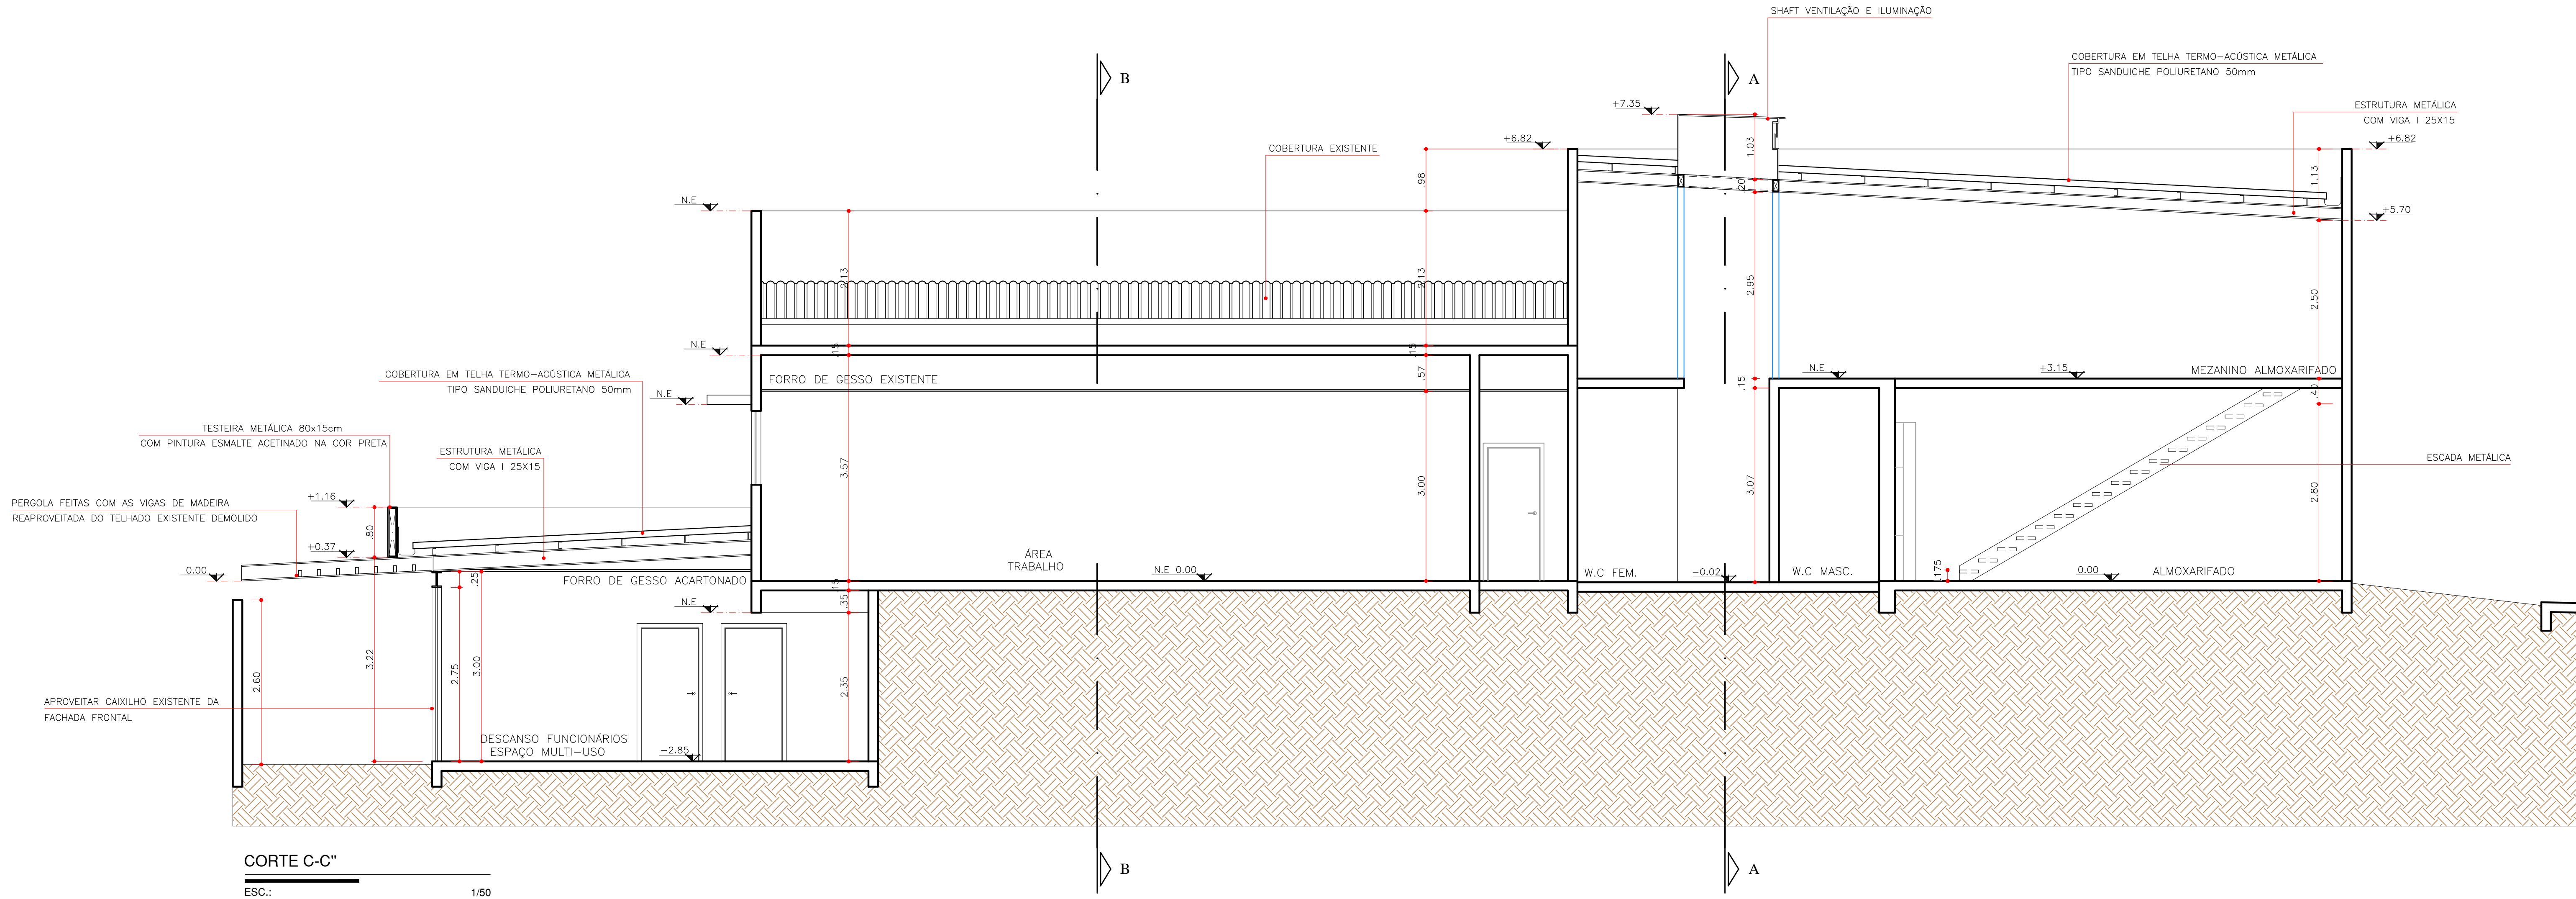 SHAFT VENTILAÇÃO E ILUMINAÇÃO
COBERTURA EM TELHA TERMO-ACÚSTICA METÁLICA
TIPO SANDUICHE POLIURETANO 50mm
B
A
+7.35
ESTRUTURA METÁLICA
COM VIGA I 25X15
+6.82
+6.82
COBERTURA EXISTENTE
1.03
.98
.20
1.13
N.E
+5.70
2.13
2.13
2.95
2.50
N.E
.15
.15
.57
.15
N.E
+3.15
MEZANINO ALMOXARIFADO
.40
COBERTURA EM TELHA TERMO-ACÚSTICA METÁLICA
TIPO SANDUICHE POLIURETANO 50mm
FORRO DE GESSO EXISTENTE
N.E
TESTEIRA METÁLICA 80x15cm
COM PINTURA ESMALTE ACETINADO NA COR PRETA
ESTRUTURA METÁLICA
COM VIGA I 25X15
3.57
3.00
3.07
2.80
ESCADA METÁLICA
PERGOLA FEITAS COM AS VIGAS DE MADEIRA
REAPROVEITADA DO TELHADO EXISTENTE DEMOLIDO
+1.16
.80
+0.37
0.00
.25
FORRO DE GESSO ACARTONADO
ÁREA
TRABALHO
N.E 0.00
W.C FEM.
-0.02
W.C MASC.
.175
0.00
ALMOXARIFADO
.15
.35
N.E
2.60
3.22
2.75
3.00
2.35
APROVEITAR CAIXILHO EXISTENTE DA
FACHADA FRONTAL
DESCANSO FUNCIONÁRIOS
ESPAÇO MULTI-USO
-2.85
B
A
CORTE C-C"
ESC.: 1/50